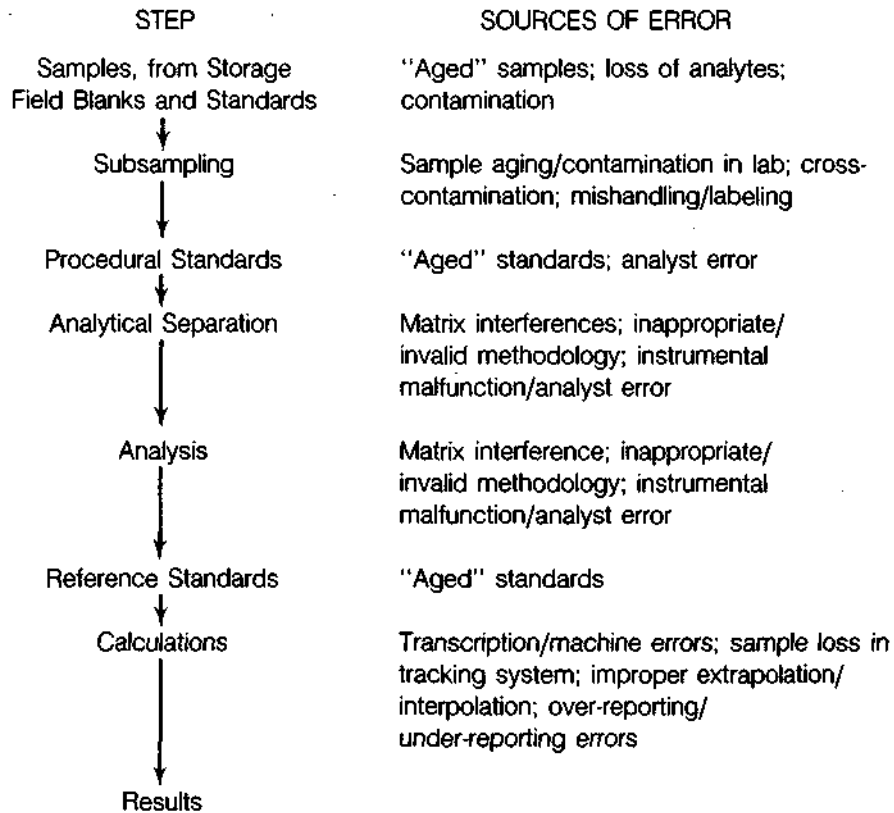 STEP
SOURCES OF ERROR
Samples, from Storage
Field Blanks and Standards
"Aged" samples; loss of analytes;
contamination
Subsampling
Sample aging/contamination in lab; cross-
contamination; mishandling/labeling
Procedural Standards
"Aged" standards; analyst error
Analytical Separation
Matrix interferences; inappropriate/
invalid methodology; instrumental
malfunction/analyst error
Analysis
Matrix interference; inappropriate/
invalid methodology; instrumental
malfunction/analyst error
Reference Standards
"Aged" standards
Calculations
Transcription/machine errors; sample loss in
tracking system; improper extrapolation/
interpolation; over-reporting/
under-reporting errors
Results